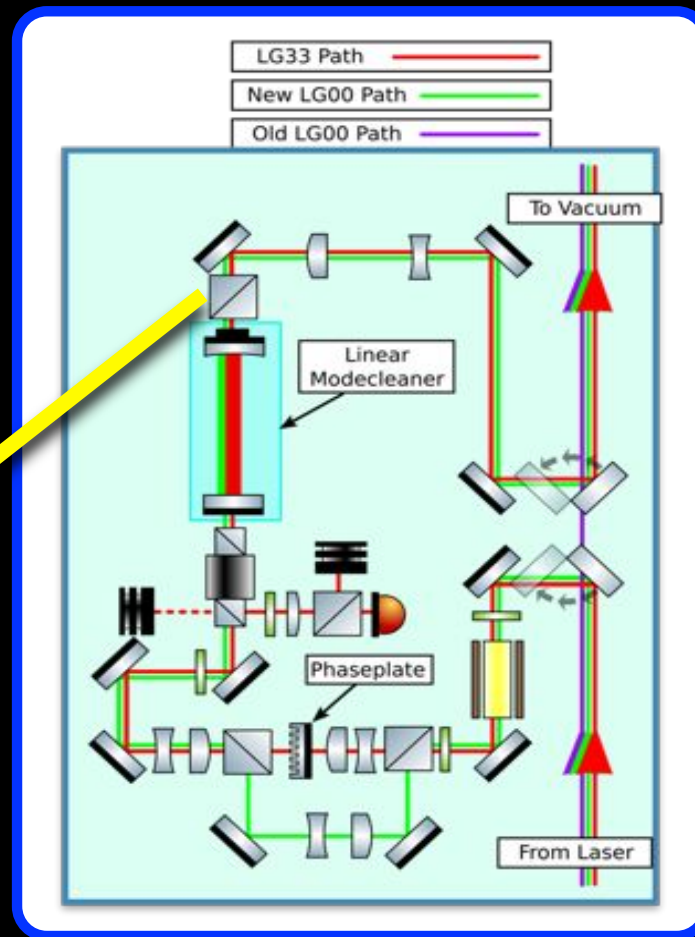 LG33 Path
New LG00 Path
Old LG00 Path
To Vacuum
Linear
Modecleaner
Phaseplate
From Laser